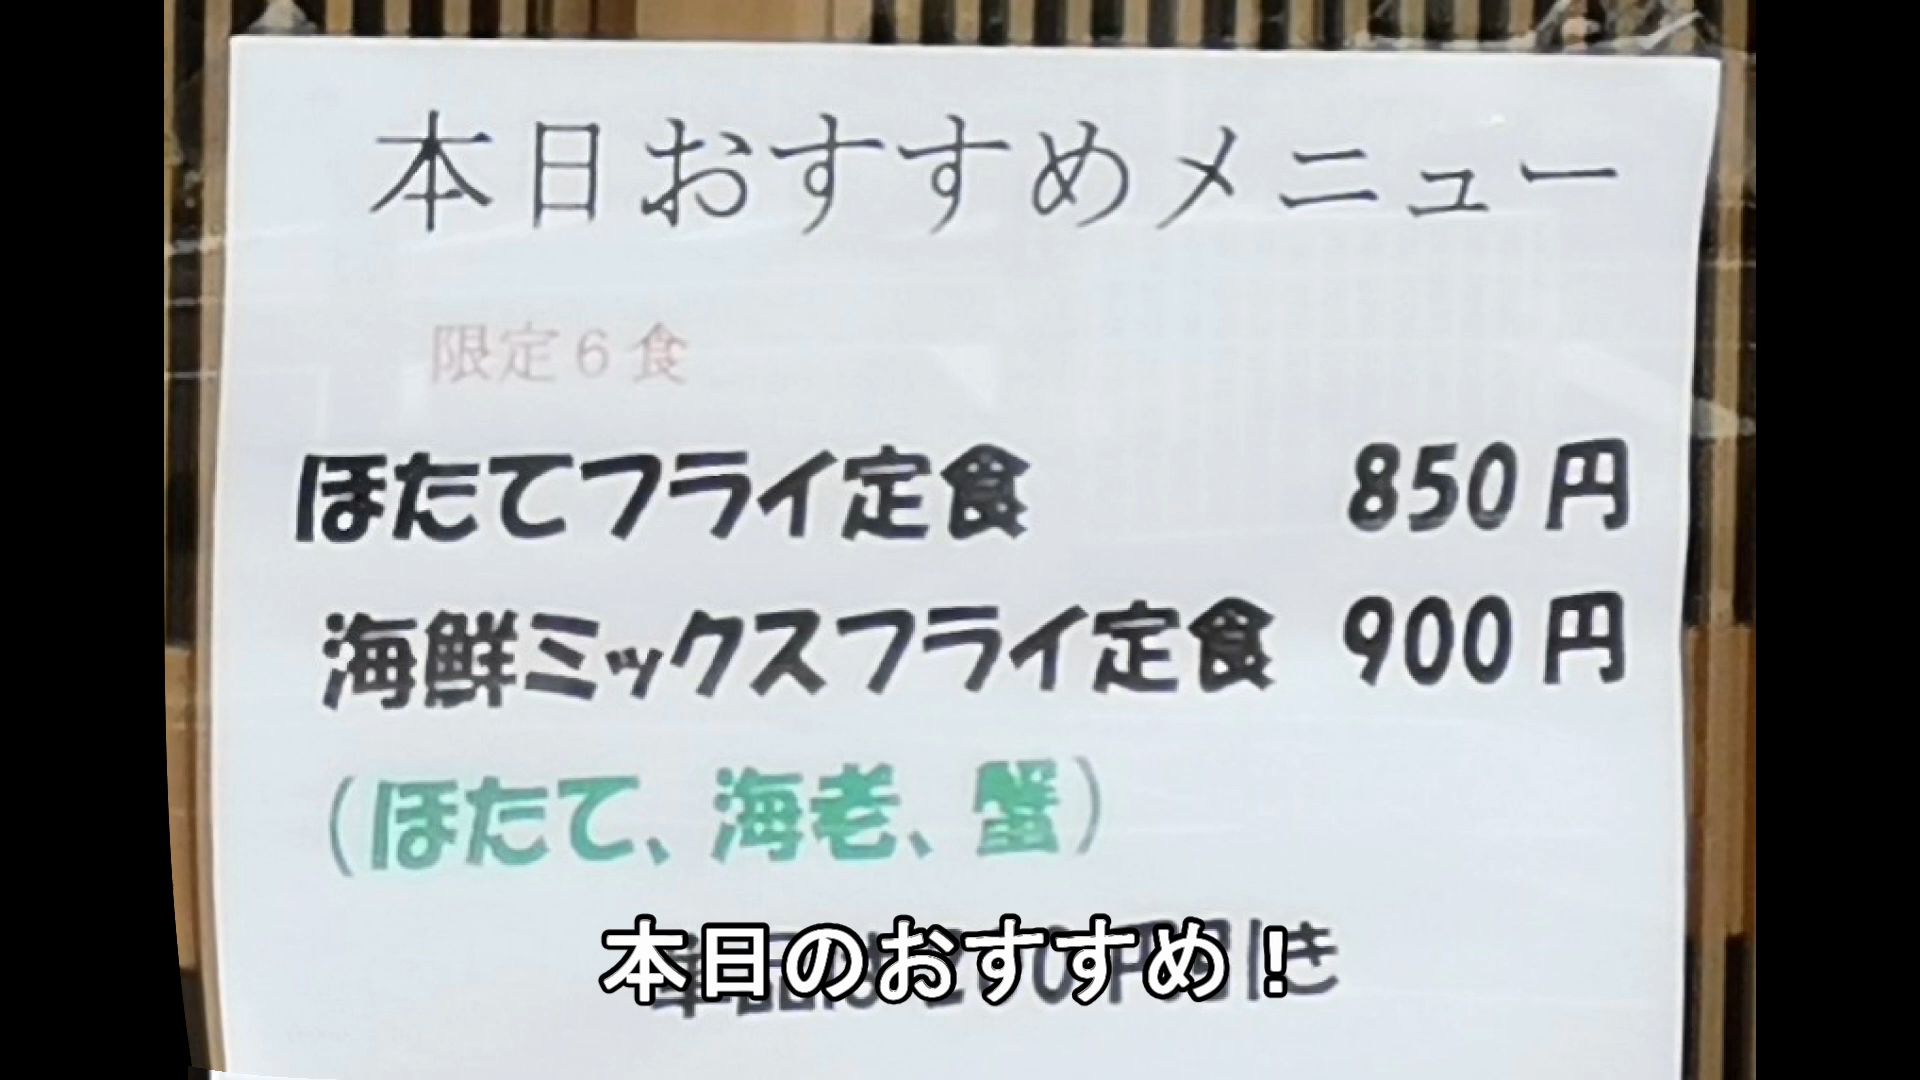 本日おすすめメニュー
限定６食
ほたてフライ定食 850円
海鮮ミックスフライ定食 900円
(ほたて、海老、蟹)
本日のおすすめ！